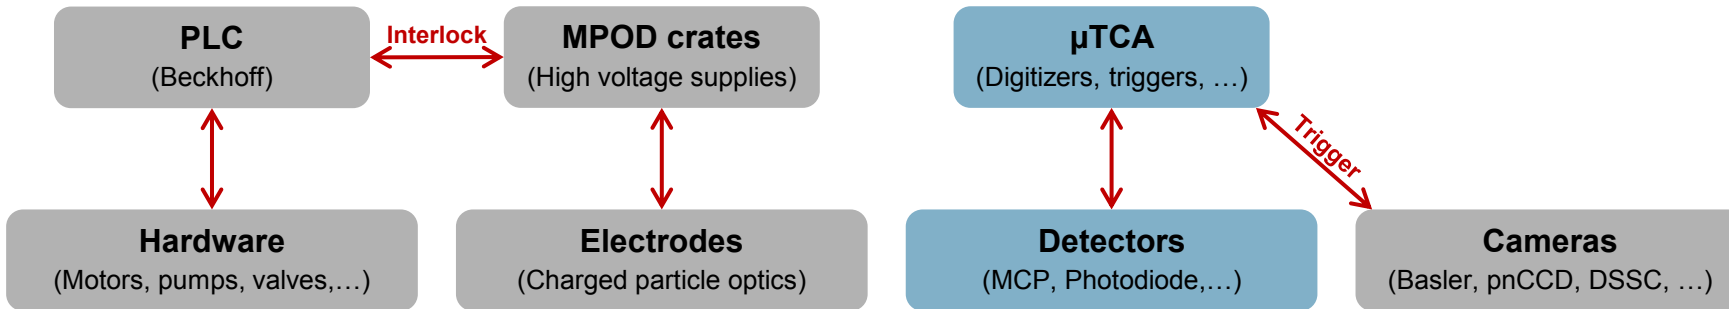 PLC
(Beckhoff)
Interlock
MPOD crates
(High voltage supplies)
µTCA
(Digitizers, triggers, …)
Trigger
Hardware
(Motors, pumps, valves,…)
Electrodes
(Charged particle optics)
Detectors
(MCP, Photodiode,…)
Cameras
(Basler, pnCCD, DSSC, …)